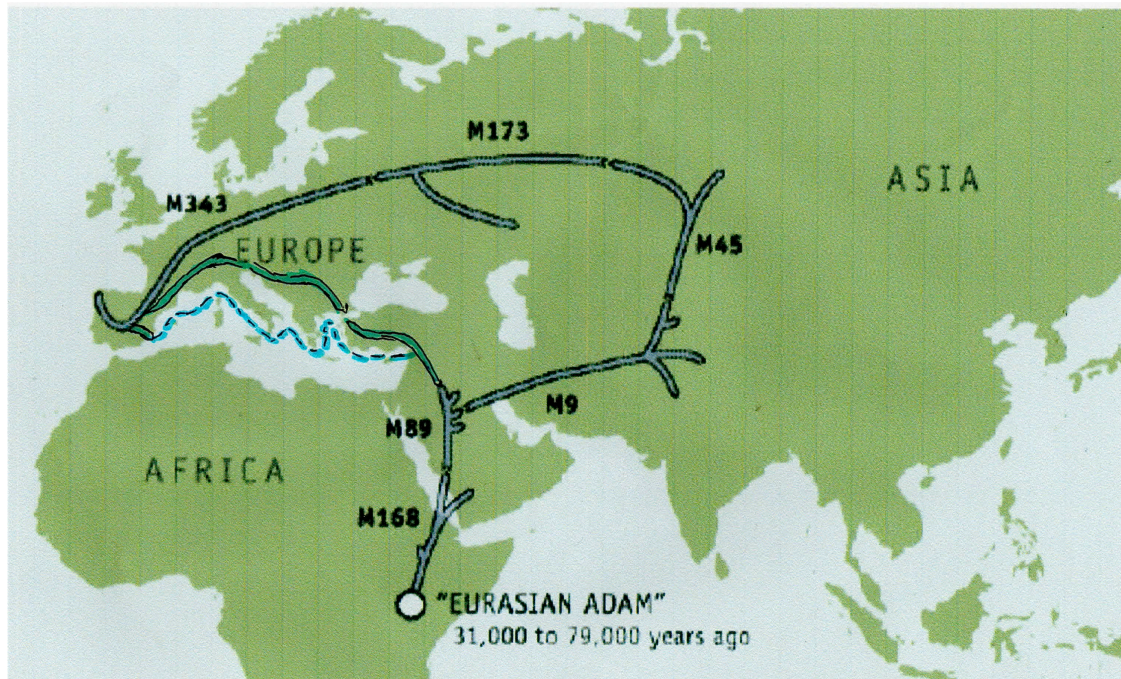 M173
ASIA
M343
EUROPE
M45
M9
M89
AFRICA
M168
"EURASIAN ADAM"
31,000 to 79,000 years ago